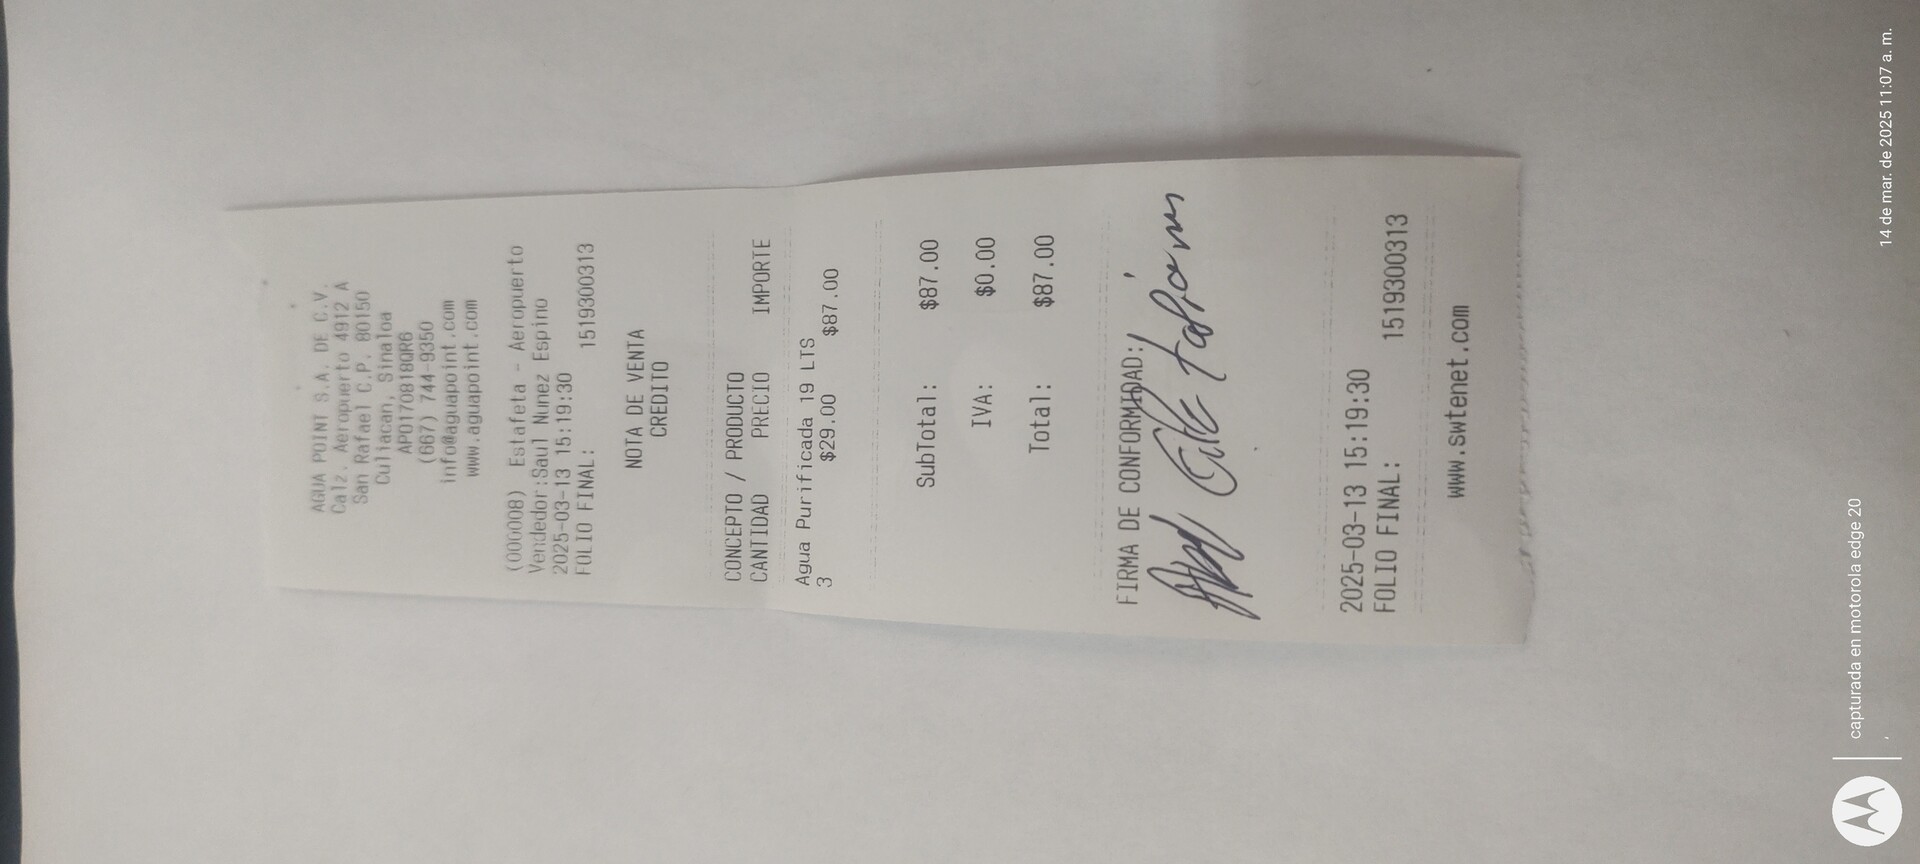 AGUA POINT S.A. DE C.V.
Calz. Aeropuerto 4912 A
San Rafael C.P. 80150
Culiacan, Sinaloa
APO170818QR6
(667) 744-9350
info@aguapoint.com
www.aguapoint.com
(000008) Estafeta - Aeropuerto
Vendedor:Saul Nunez Espino
2025-03-13 15:19:30
FOLIO FINAL: 1519300313
NOTA DE VENTA
CREDITO
CONCEPTO / PRODUCTO
CANTIDAD PRECIO IMPORTE
Agua Purificada 19 LTS
3 $29.00 $87.00
SubTotal: $87.00
IVA: $0.00
Total: $87.00
FIRMA DE CONFORMIDAD:
2025-03-13 15:19:30
FOLIO FINAL: 1519300313
www.swtenet.com
capturada en motorola edge 20
14 de mar. de 2025 11:07 a. m.